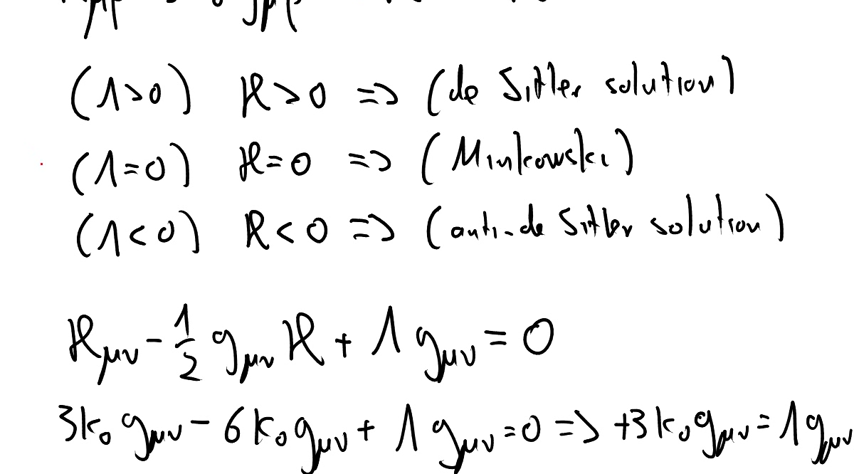 (Λ>0) R>0 => (de Sitter solution)
(Λ=0) R=0 => (Minkowski)
(Λ<0) R<0 => (anti-de Sitter solution)
R_μν - 1/2 g_μν R + Λ g_μν = 0
3k₀ g_μν - 6k₀ g_μν + Λ g_μν = 0 => +3k₀ g_μν = Λ g_μν